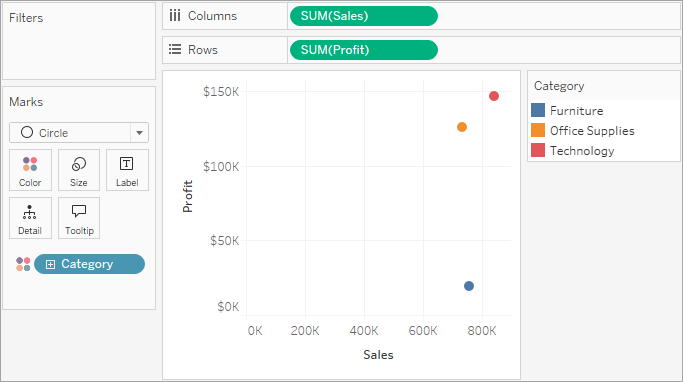 Filters
Columns
SUM(Sales)
Rows
SUM(Profit)
Marks
Circle
Color
Size
Label
Detail
Tooltip
Category
Profit
$150K
$100K
$50K
$0K
0K
200K
400K
600K
800K
Sales
Category
Furniture
Office Supplies
Technology